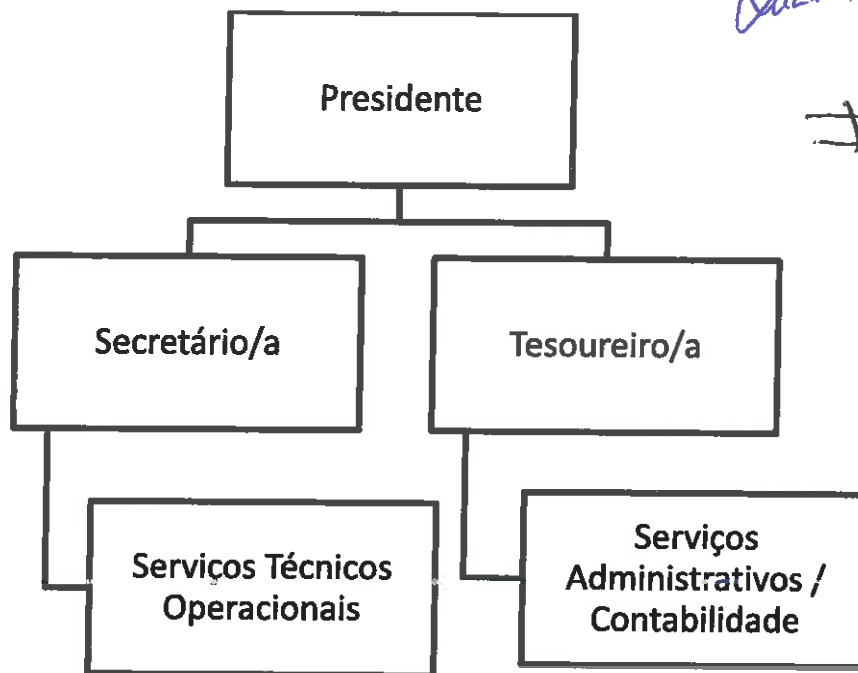 Presidente
Secretário/a
Tesoureiro/a
Serviços Técnicos
Operacionais
Serviços
Administrativos /
Contabilidade